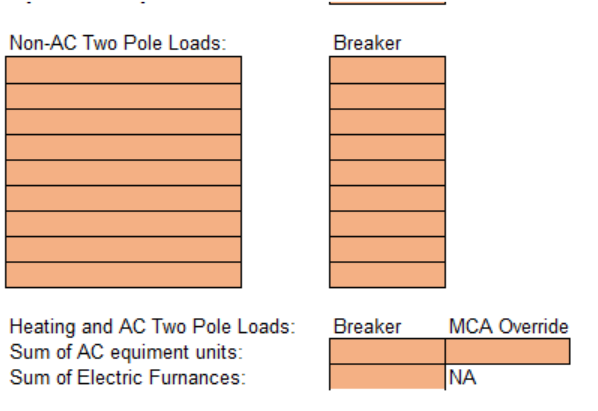 Non-AC Two Pole Loads: Breaker
Heating and AC Two Pole Loads: Breaker MCA Override
Sum of AC equiment units:
Sum of Electric Furnances: NA